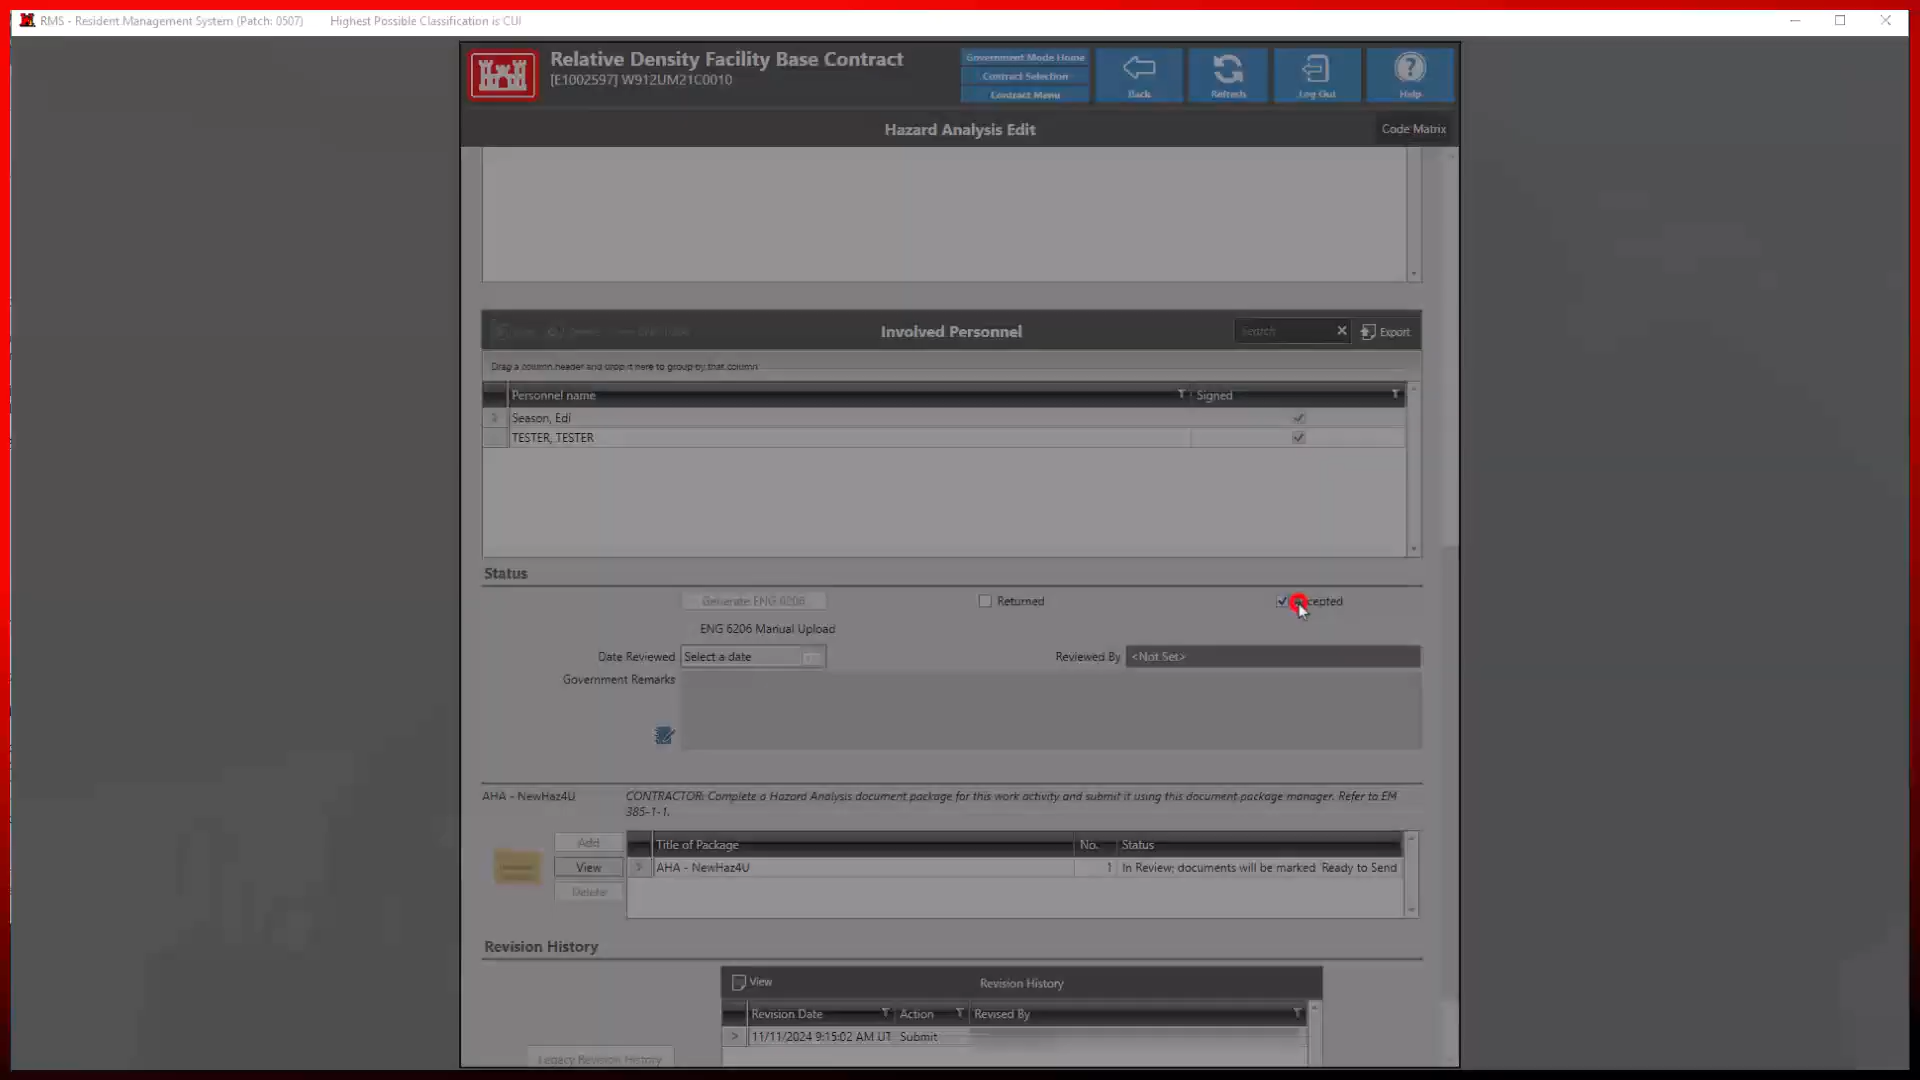 RMS - Resident Management System (Patch: 0507) Highest Possible Classification is CUI
Relative Density Facility Base Contract
[E1002597] W912UM21C0010
Government Mode Home
Contract Selection
Contract Menu
Back
Refresh
Log Out
Help
Hazard Analysis Edit
Code Matrix
Involved Personnel
Search
Export
Drag a column header and drop it here to group by that column
Personnel name Signed
Season, Edi
TESTER, TESTER
Status
Generate ENG 6206
Returned
ENG 6206 Manual Upload
Date Reviewed Select a date
Reviewed By <Not Set>
Government Remarks
AHA - NewHaz4U
CONTRACTOR: Complete a Hazard Analysis document package for this work activity and submit it using this document package manager. Refer to EM
385-1-1.
Add
View
Delete
Title of Package No. Status
AHA - NewHaz4U 1 In Review; documents will be marked 'Ready to Send
Revision History
View
Revision History
Revision Date Action Revised By
11/11/2024 9:15:02 AM UT Submit
Legacy Revision History